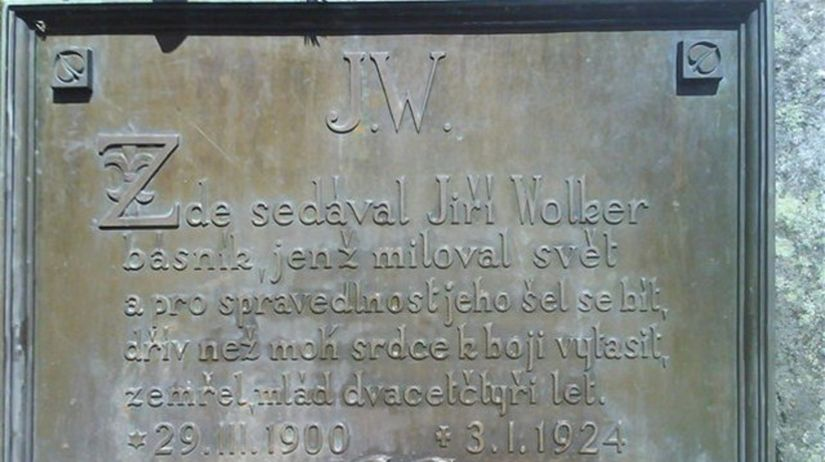 J.W.
Zde sedával Jiří Wolker
básník, jenž miloval svět
a pro spravedlnost jeho šel se bít,
dřív než moh srdce k boji vytasit,
zemřel, mlád dvacetčtyři let.
* 29.III.1900 ✝ 3.I.1924